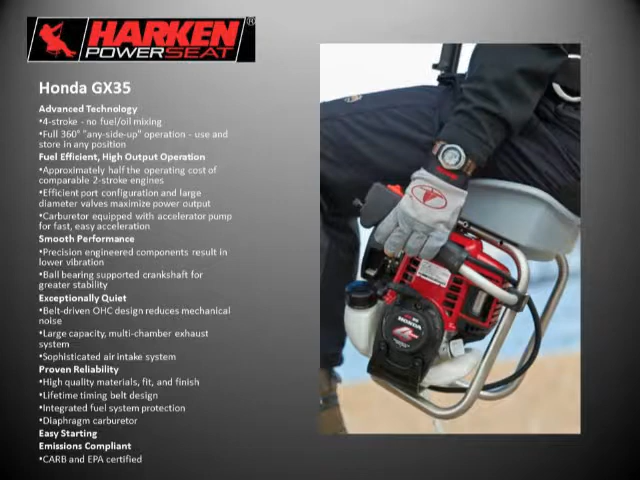 HARKEN®
POWERSEAT
Honda GX35
Advanced Technology
•4-stroke - no fuel/oil mixing
•Full 360° "any-side-up" operation - use and
store in any position
Fuel Efficient, High Output Operation
•Approximately half the operating cost of
comparable 2-stroke engines
•Efficient port configuration and large
diameter valves maximize power output
•Carburetor equipped with accelerator pump
for fast, easy acceleration
Smooth Performance
•Precision engineered components result in
lower vibration
•Ball bearing supported crankshaft for
greater stability
Exceptionally Quiet
•Belt-driven OHC design reduces mechanical
noise
•Large capacity, multi-chamber exhaust
system
•Sophisticated air intake system
Proven Reliability
•High quality materials, fit, and finish
•Lifetime timing belt design
•Integrated fuel system protection
•Diaphragm carburetor
Easy Starting
Emissions Compliant
•CARB and EPA certified
HONDA